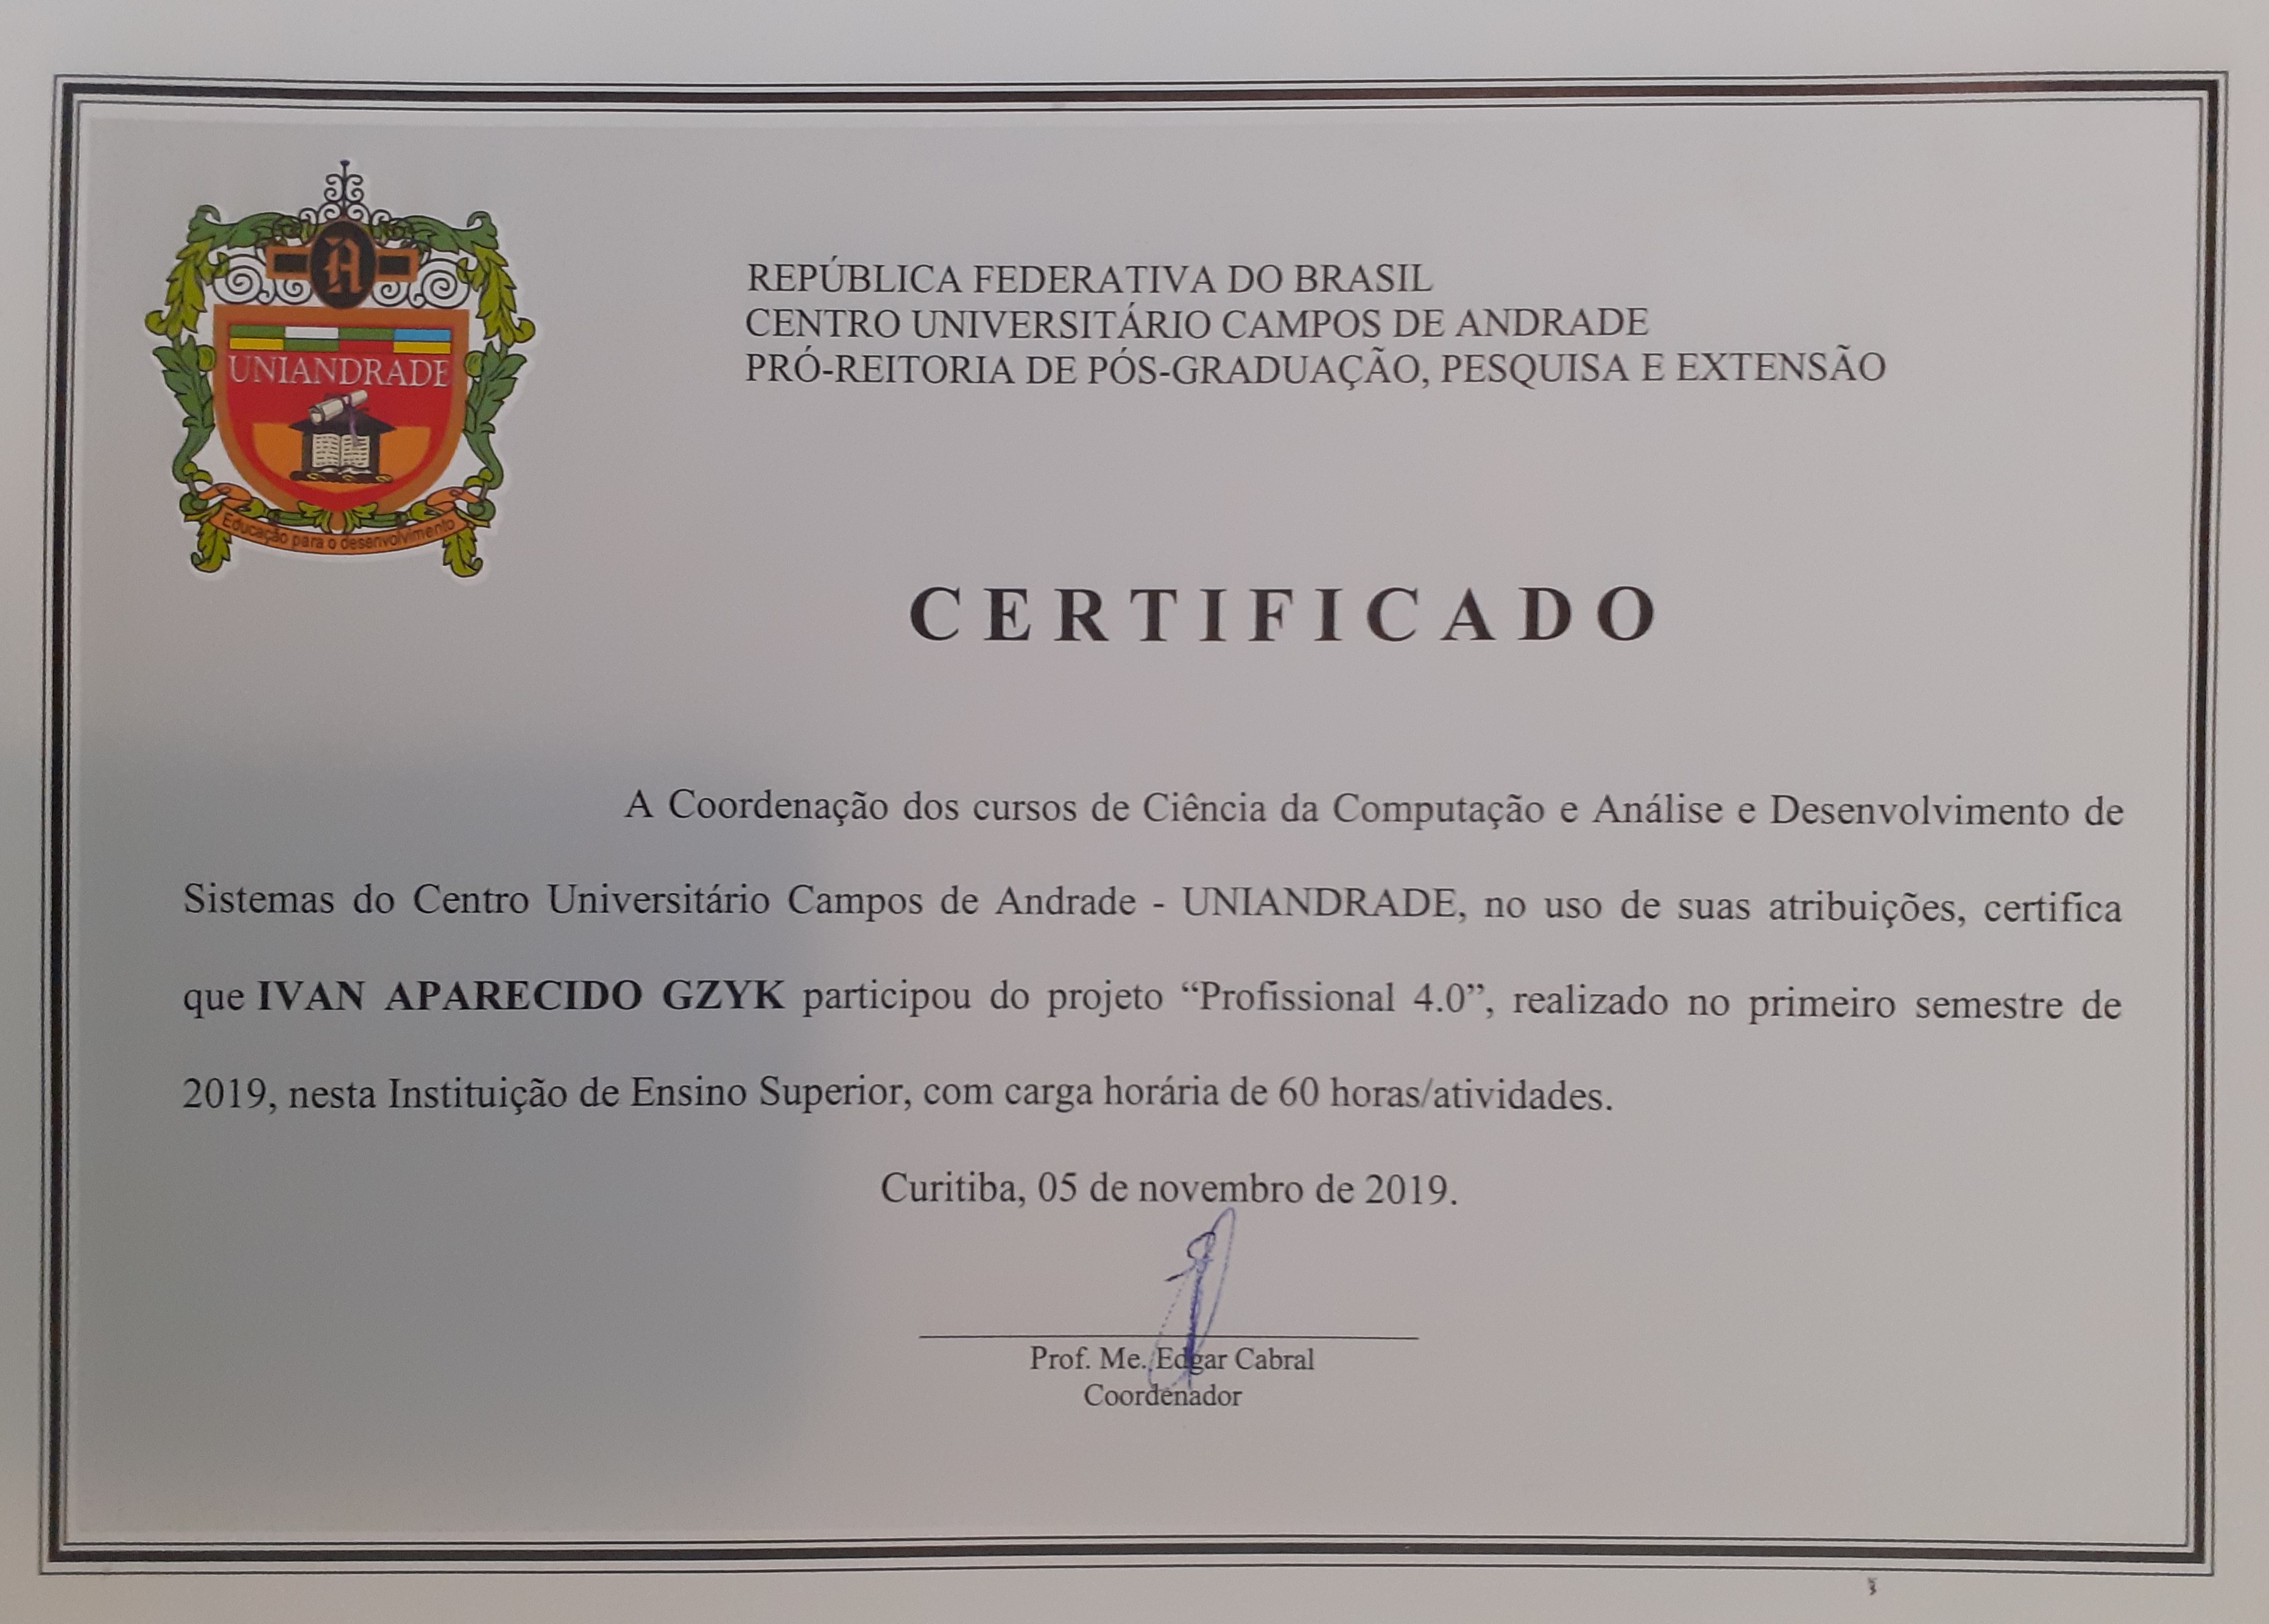 UNIANDRADE
Educação para o desenvolvimento
REPÚBLICA FEDERATIVA DO BRASIL
CENTRO UNIVERSITÁRIO CAMPOS DE ANDRADE
PRÓ-REITORIA DE PÓS-GRADUAÇÃO, PESQUISA E EXTENSÃO
CERTIFICADO
A Coordenação dos cursos de Ciência da Computação e Análise e Desenvolvimento de
Sistemas do Centro Universitário Campos de Andrade - UNIANDRADE, no uso de suas atribuições, certifica
que IVAN APARECIDO GZYK participou do projeto “Profissional 4.0”, realizado no primeiro semestre de
2019, nesta Instituição de Ensino Superior, com carga horária de 60 horas/atividades.
Curitiba, 05 de novembro de 2019.
Prof. Me. Edgar Cabral
Coordenador